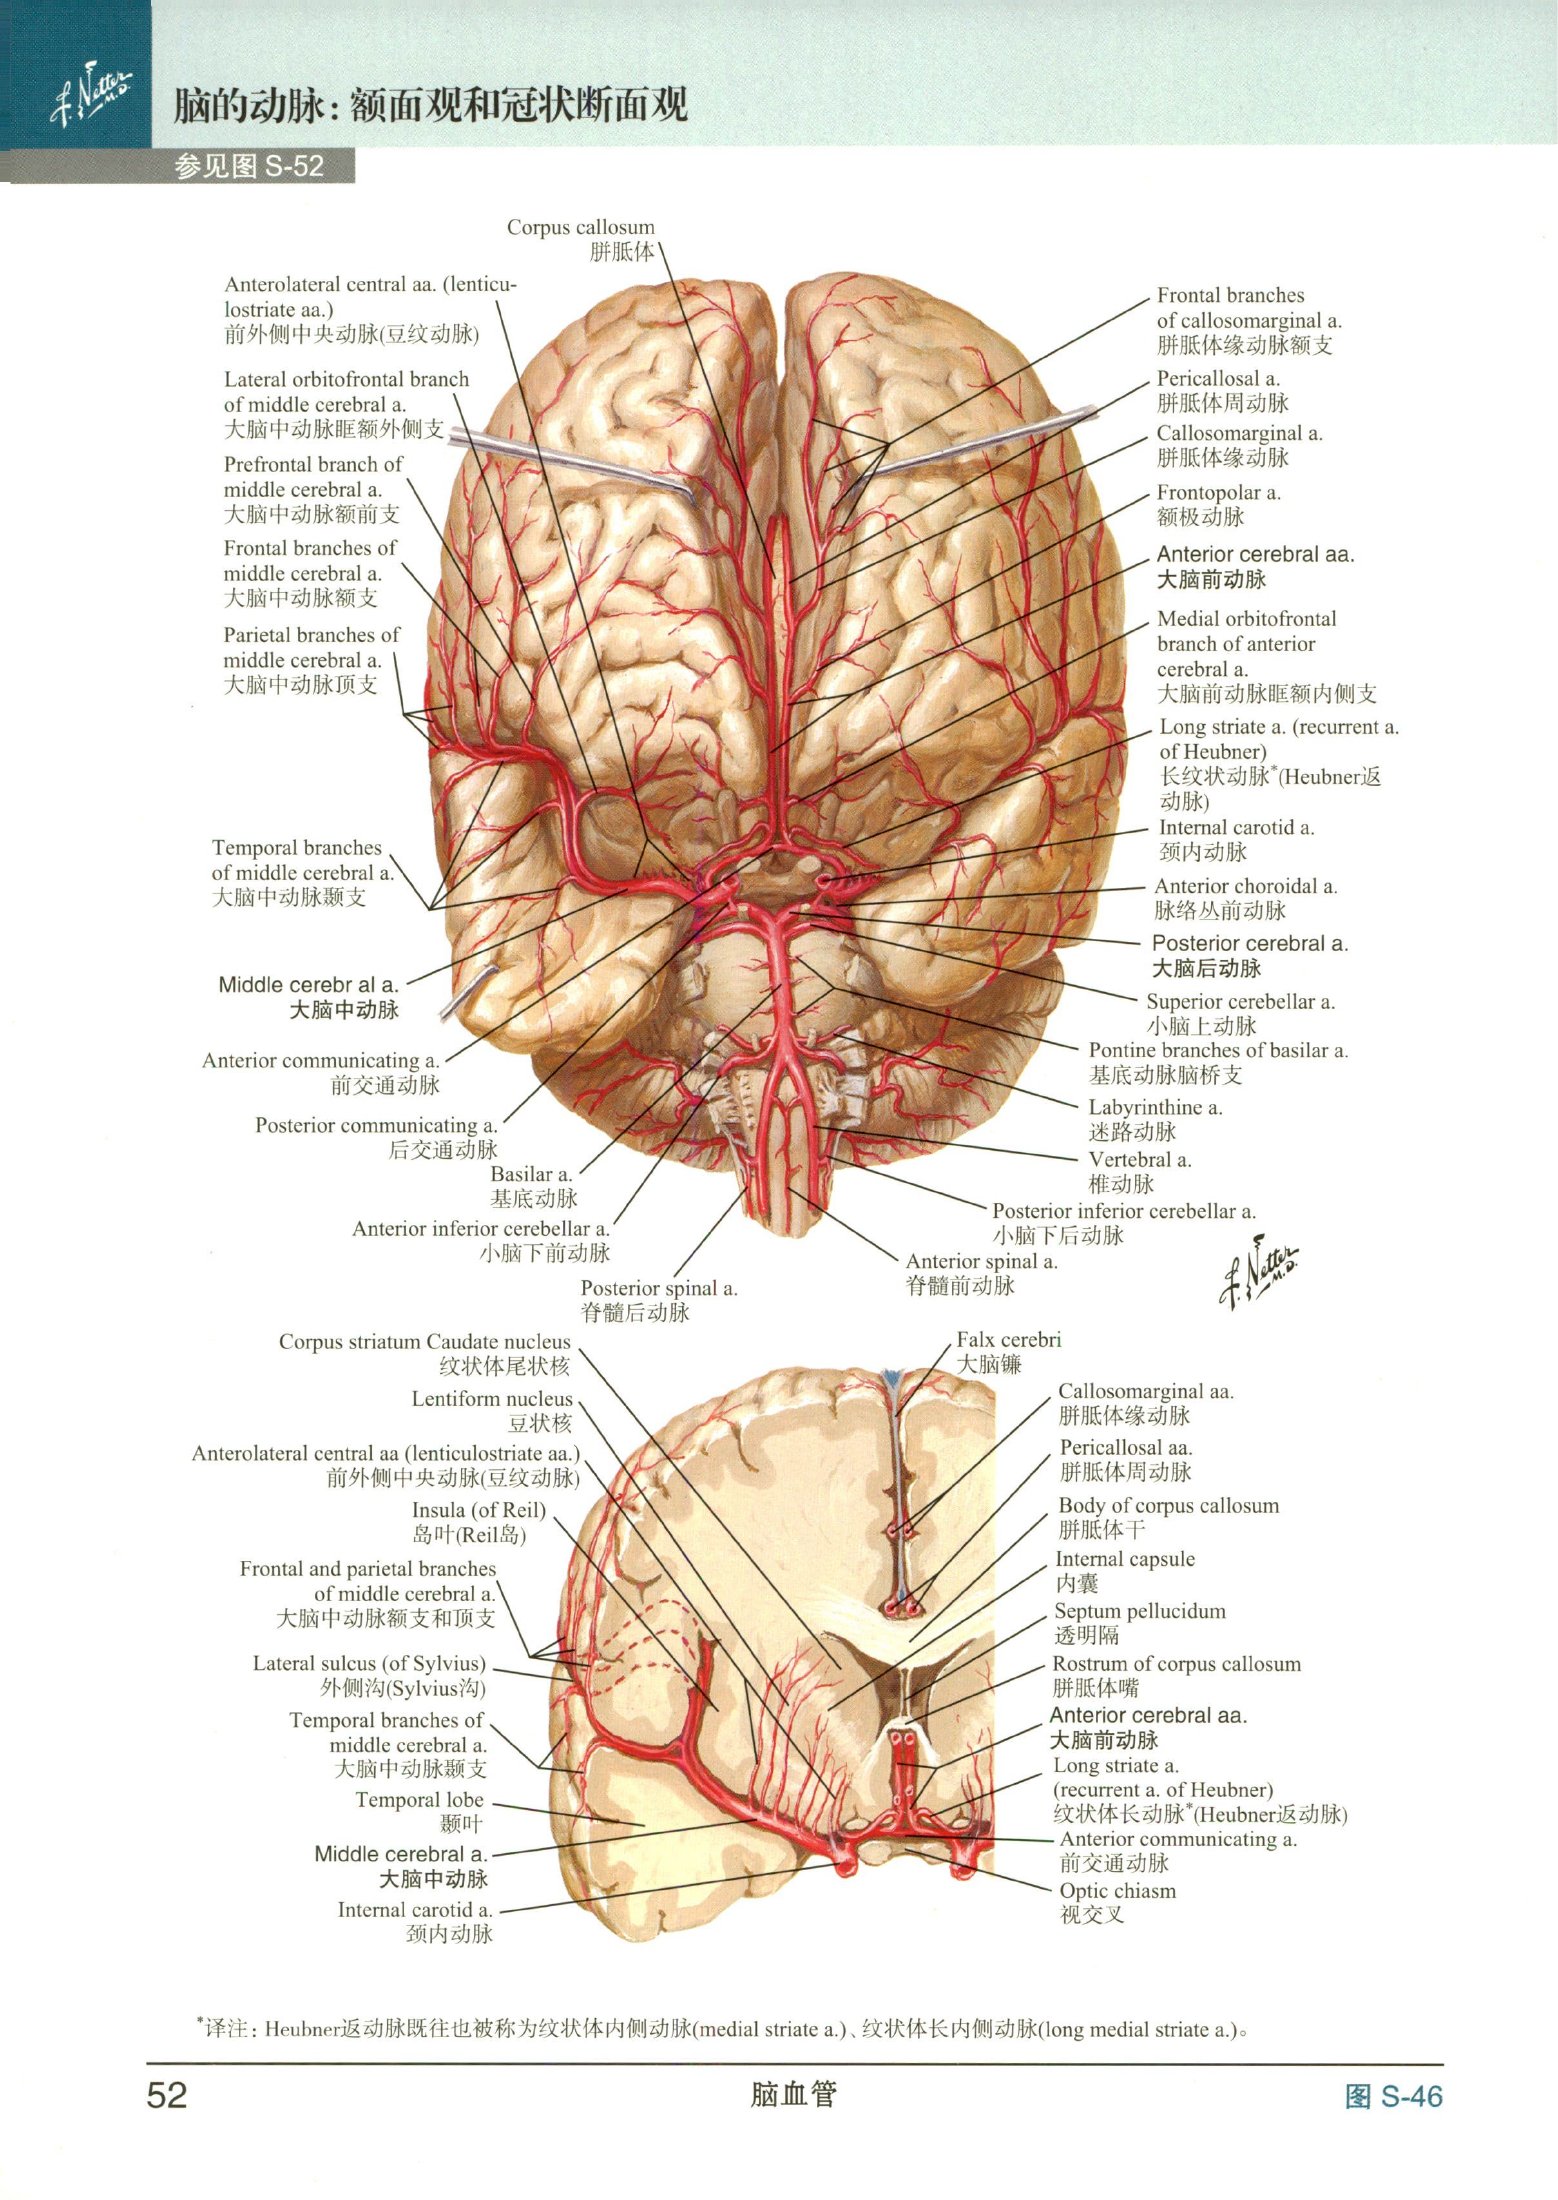 F. Netter M.D.
脑的动脉：额面观和冠状断面观
参见图 S-52
Corpus callosum
胼胝体
Anterolateral central aa. (lenticu-
lostriate aa.)
前外侧中央动脉(豆纹动脉)
Lateral orbitofrontal branch
of middle cerebral a.
大脑中动脉眶额外侧支
Prefrontal branch of
middle cerebral a.
大脑中动脉额前支
Frontal branches of
middle cerebral a.
大脑中动脉额支
Parietal branches of
middle cerebral a.
大脑中动脉顶支
Temporal branches
of middle cerebral a.
大脑中动脉颞支
Middle cerebr al a.
大脑中动脉
Anterior communicating a.
前交通动脉
Posterior communicating a.
后交通动脉
Basilar a.
基底动脉
Anterior inferior cerebellar a.
小脑下前动脉
Posterior spinal a.
脊髓后动脉
Frontal branches
of callosomarginal a.
胼胝体缘动脉额支
Pericallosal a.
胼胝体周动脉
Callosomarginal a.
胼胝体缘动脉
Frontopolar a.
额极动脉
Anterior cerebral aa.
大脑前动脉
Medial orbitofrontal
branch of anterior
cerebral a.
大脑前动脉眶额内侧支
Long striate a. (recurrent a.
of Heubner)
长纹状动脉*(Heubner返
动脉)
Internal carotid a.
颈内动脉
Anterior choroidal a.
脉络丛前动脉
Posterior cerebral a.
大脑后动脉
Superior cerebellar a.
小脑上动脉
Pontine branches of basilar a.
基底动脉脑桥支
Labyrinthine a.
迷路动脉
Vertebral a.
椎动脉
Posterior inferior cerebellar a.
小脑下后动脉
Anterior spinal a.
脊髓前动脉
F. Netter M.D.
Corpus striatum Caudate nucleus
纹状体尾状核
Lentiform nucleus
豆状核
Anterolateral central aa (lenticulostriate aa.)
前外侧中央动脉(豆纹动脉)
Insula (of Reil)
岛叶(Reil岛)
Frontal and parietal branches
of middle cerebral a.
大脑中动脉额支和顶支
Lateral sulcus (of Sylvius)
外侧沟(Sylvius沟)
Temporal branches of
middle cerebral a.
大脑中动脉颞支
Temporal lobe
颞叶
Middle cerebral a.
大脑中动脉
Internal carotid a.
颈内动脉
Falx cerebri
大脑镰
Callosomarginal aa.
胼胝体缘动脉
Pericallosal aa.
胼胝体周动脉
Body of corpus callosum
胼胝体干
Internal capsule
内囊
Septum pellucidum
透明隔
Rostrum of corpus callosum
胼胝体嘴
Anterior cerebral aa.
大脑前动脉
Long striate a.
(recurrent a. of Heubner)
纹状体长动脉*(Heubner返动脉)
Anterior communicating a.
前交通动脉
Optic chiasm
视交叉
*译注：Heubner返动脉既往也被称为纹状体内侧动脉(medial striate a.)、纹状体长内侧动脉(long medial striate a.)。
52
脑血管
图 S-46